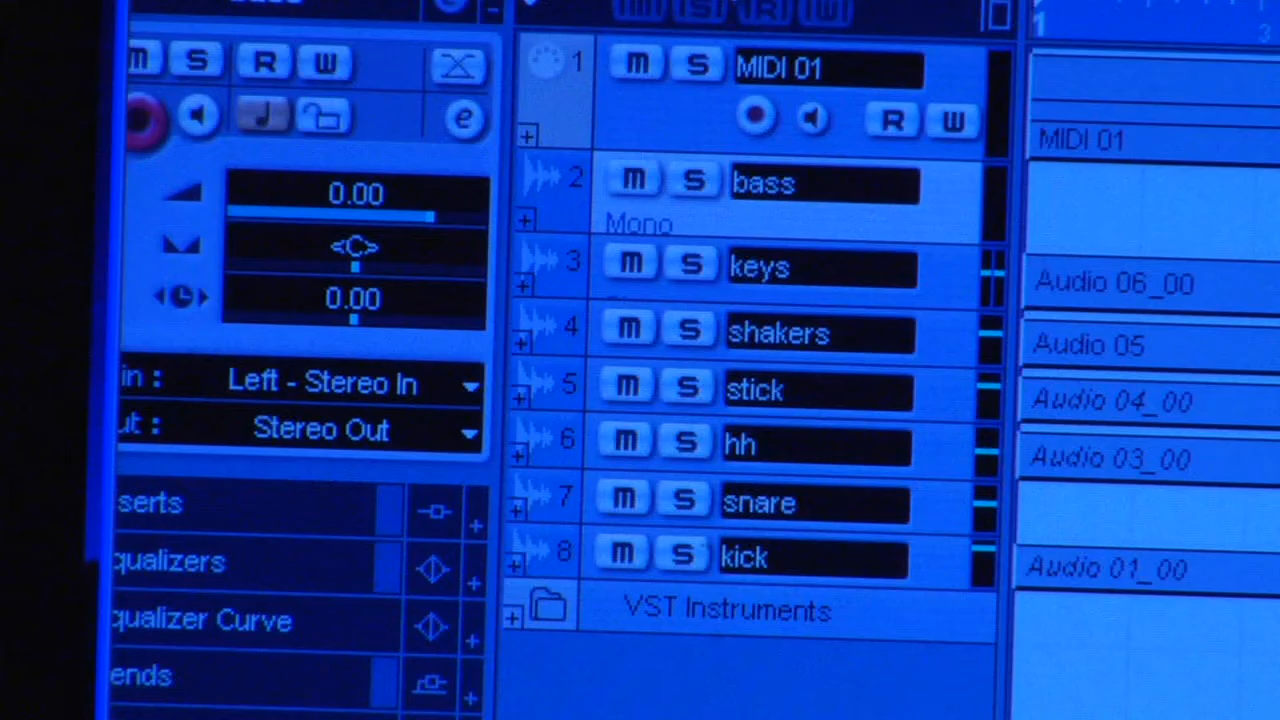 m S R W
m S R W
1 m S MIDI 01
R W
MIDI 01
e
0.00
2 m S bass
Mono
<C>
0.00
3 m S keys
Audio 06_00
4 m S shakers
Audio 05
in : Left - Stereo In
5 m S stick
Audio 04_00
ut : Stereo Out
6 m S hh
Audio 03_00
serts
7 m S snare
qualizers
8 m S kick
Audio 01_00
qualizer Curve
VST Instruments
ends
1
3